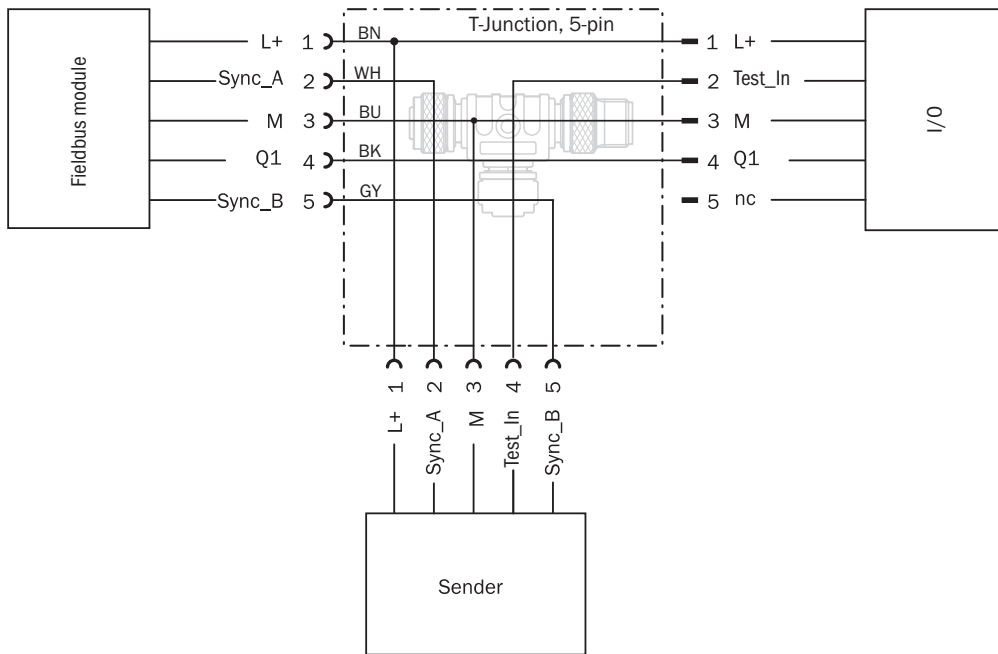 T-Junction, 5-pin
Fieldbus module
L+ 1 BN
Sync_A 2 WH
M 3 BU
Q1 4 BK
Sync_B 5 GY
1 L+
2 Test_In
3 M
4 Q1
5 nc
I/O
1 L+
2 Sync_A
3 M
4 Test_In
5 Sync_B
Sender